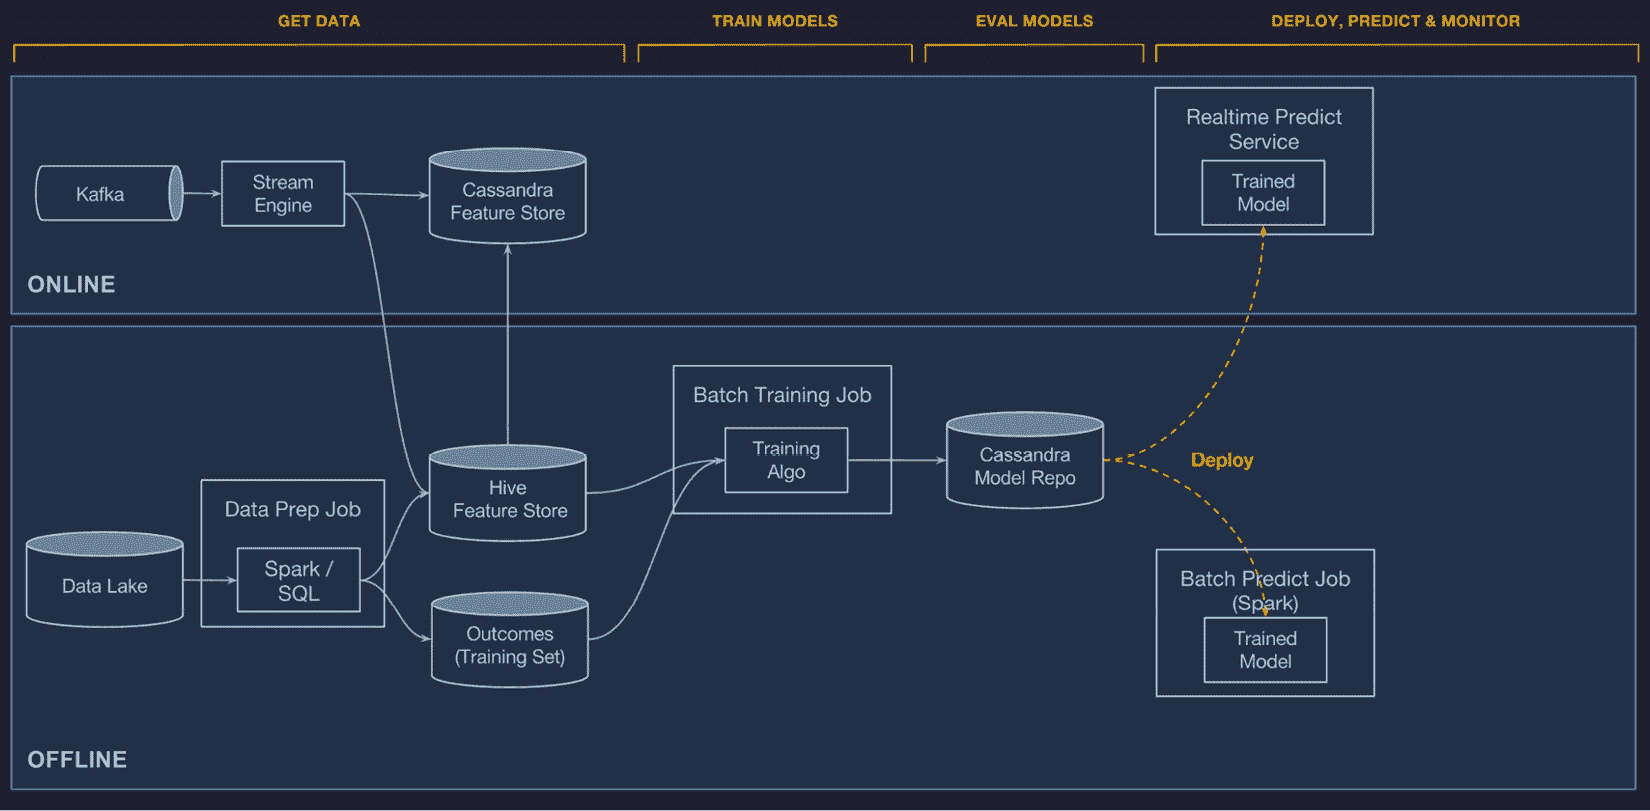 GET DATA
TRAIN MODELS
EVAL MODELS
DEPLOY, PREDICT & MONITOR
Realtime Predict
Service
Trained
Model
Kafka
Stream
Engine
Cassandra
Feature Store
ONLINE
Batch Training Job
Training
Algo
Cassandra
Model Repo
Deploy
Hive
Feature Store
Data Prep Job
Spark /
SQL
Data Lake
Outcomes
(Training Set)
Batch Predict Job
(Spark)
Trained
Model
OFFLINE